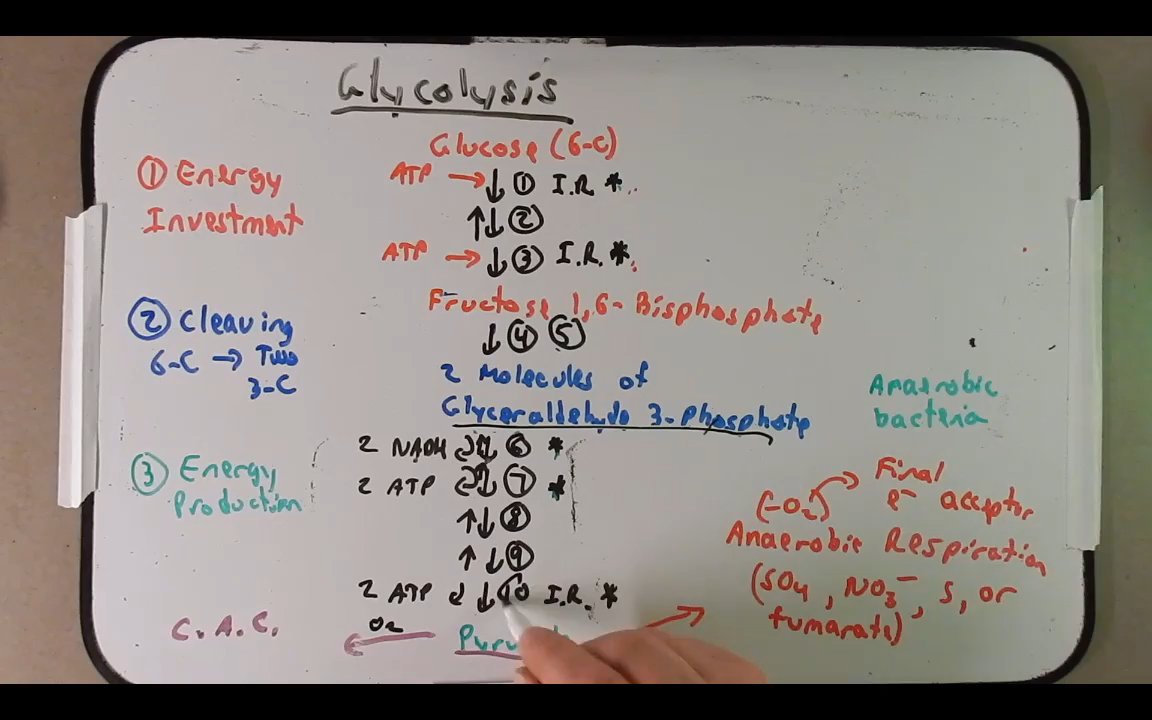 Glycolysis
① Energy
Investment
Glucose (6-C)
ATP → ↓ ① I.R *
↑↓ ②
ATP → ↓ ③ I.R. *
Fructose 1,6-Bisphosphate
② Cleaving
6-C → Two
3-C
↓ ④ ⑤
2 Molecules of
Glyceraldehyde 3-Phosphate
③ Energy
Production
2 NADH ⑥ *
2 ATP ⑦ *
↑↓ ⑧
↑↓ ⑨
2 ATP ↓ I.R. *
C.A.C.
Anaerobic
bacteria
(-O₂) → Final
e⁻ acceptor
Anaerobic Respiration
(SO4, NO3⁻, S, or
fumarate)